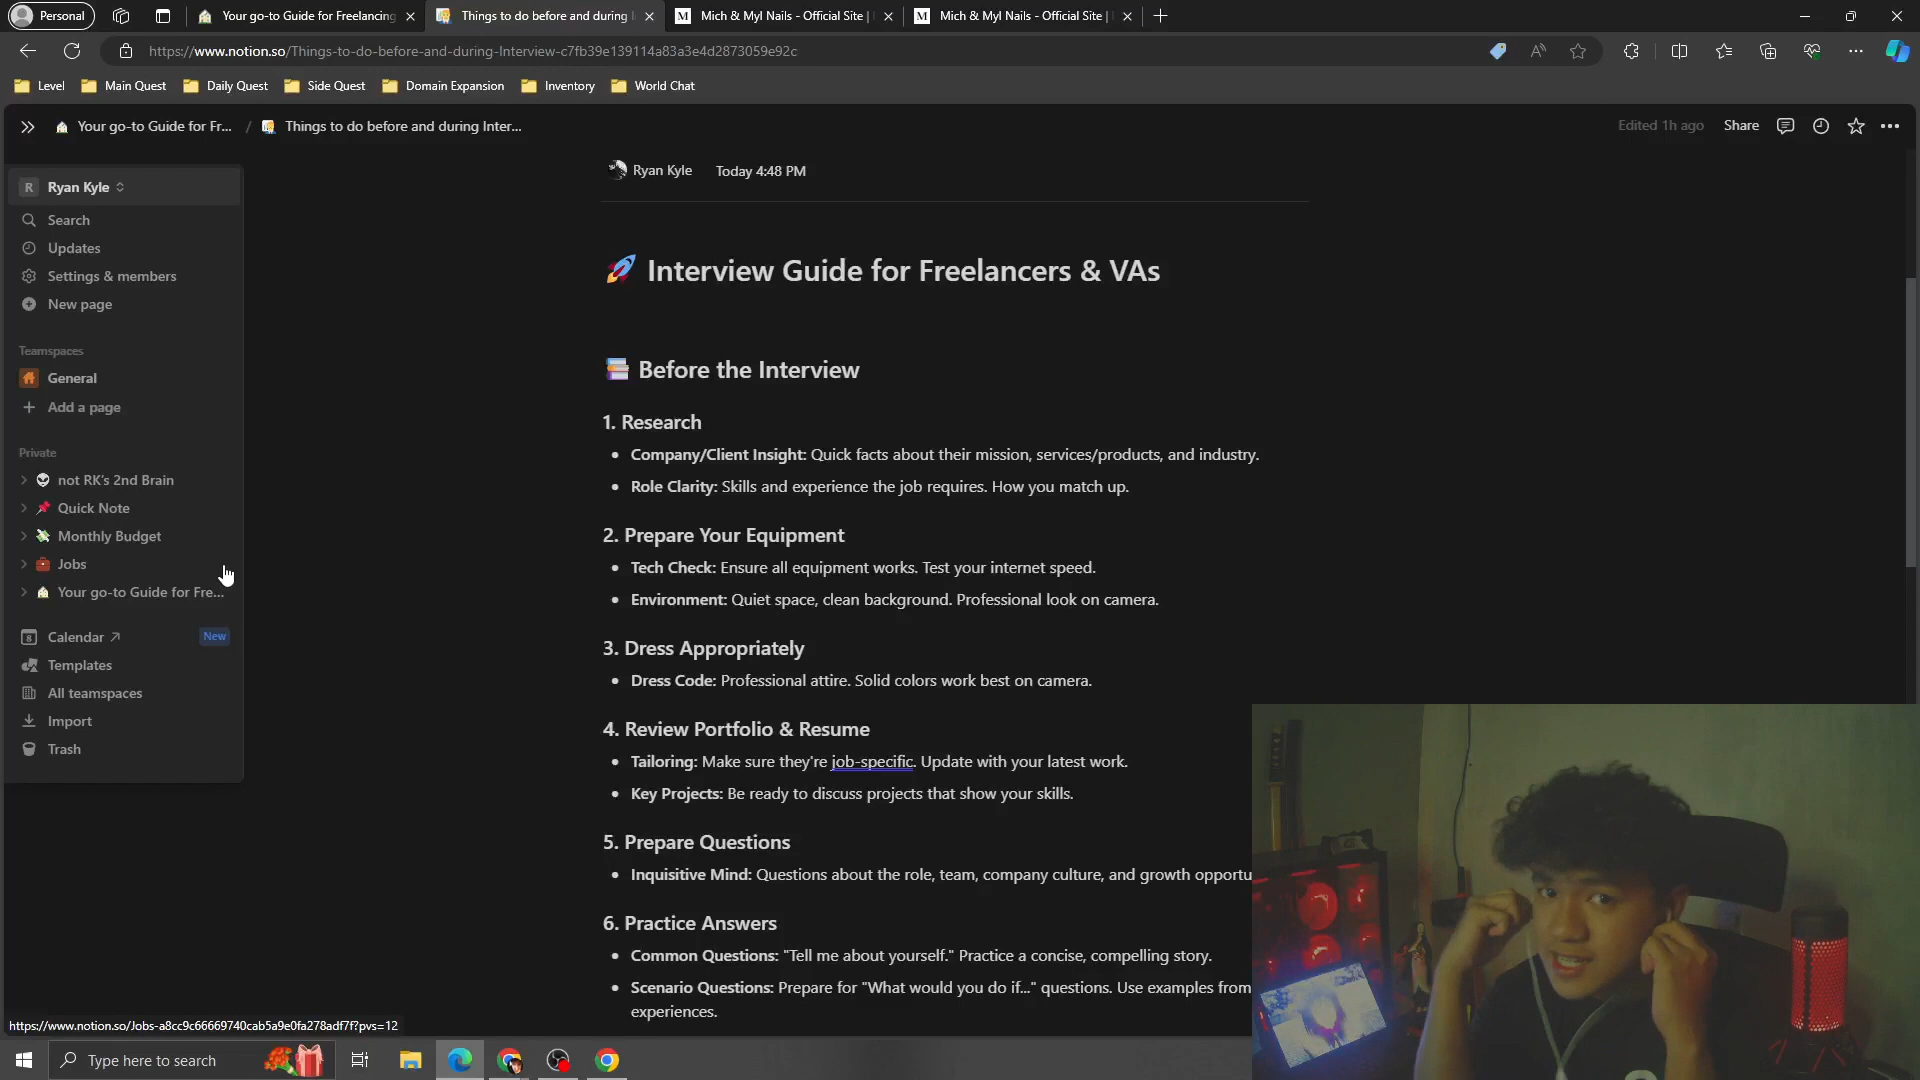 Personal
Your go-to Guide for Freelancing
Things to do before and during I
Mich & Myl Nails - Official Site |
Mich & Myl Nails - Official Site |
https://www.notion.so/Things-to-do-before-and-during-Interview-c7fb39e139114a83a3e4d2873059e92c
Level
Main Quest
Daily Quest
Side Quest
Domain Expansion
Inventory
World Chat
Your go-to Guide for Fr... / Things to do before and during Inter...
Edited 1h ago
Share
R Ryan Kyle
Search
Updates
Settings & members
New page
Teamspaces
General
Add a page
Private
not RK's 2nd Brain
Quick Note
Monthly Budget
Jobs
Your go-to Guide for Fre...
Calendar ↗ New
Templates
All teamspaces
Import
Trash
Ryan Kyle Today 4:48 PM
🚀 Interview Guide for Freelancers & VAs
📚 Before the Interview
1. Research
• Company/Client Insight: Quick facts about their mission, services/products, and industry.
• Role Clarity: Skills and experience the job requires. How you match up.
2. Prepare Your Equipment
• Tech Check: Ensure all equipment works. Test your internet speed.
• Environment: Quiet space, clean background. Professional look on camera.
3. Dress Appropriately
• Dress Code: Professional attire. Solid colors work best on camera.
4. Review Portfolio & Resume
• Tailoring: Make sure they're job-specific. Update with your latest work.
• Key Projects: Be ready to discuss projects that show your skills.
5. Prepare Questions
• Inquisitive Mind: Questions about the role, team, company culture, and growth opportu
6. Practice Answers
• Common Questions: "Tell me about yourself." Practice a concise, compelling story.
• Scenario Questions: Prepare for "What would you do if..." questions. Use examples from
experiences.
https://www.notion.so/Jobs-a8cc9c66669740cab5a9e0fa278adf7f?pvs=12
Type here to search